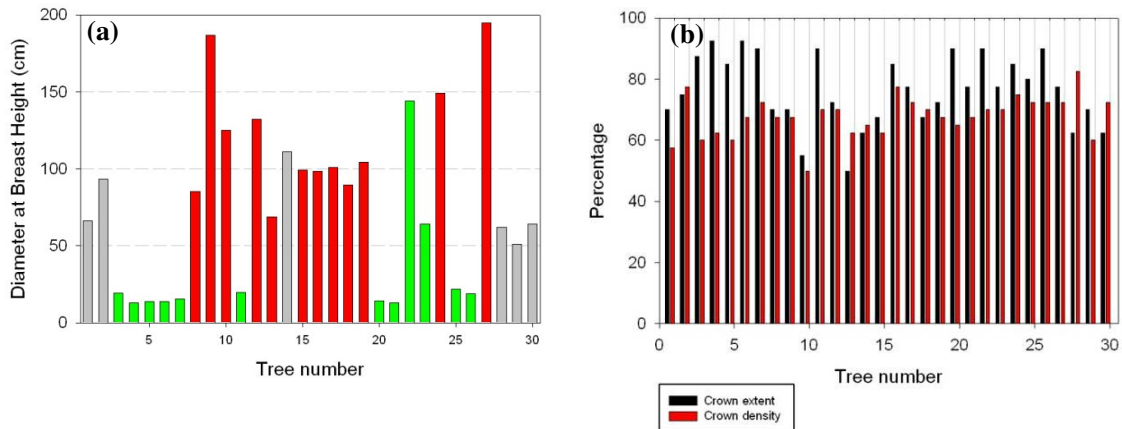 (a)
Diameter at Breast Height (cm)
200
150
100
50
0
5 10 15 20 25 30
Tree number
(b)
Percentage
100
80
60
40
20
0
0 5 10 15 20 25 30
Tree number
Crown extent
Crown density